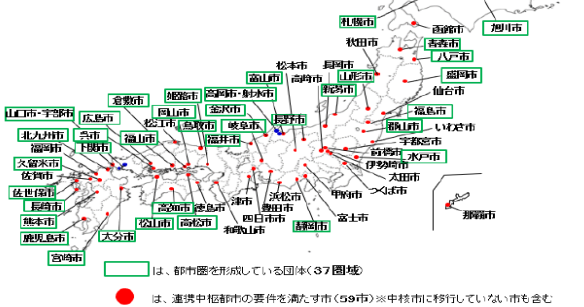 札幌市
旭川市
函館市
秋田市
青森市
八戸市
松本市
長岡市
山形市
盛岡市
富山市
高崎市
新潟市
仙台市
倉敷市
姫路市
高岡市・射水市
福島市
山口市・宇部市
広島市
岡山市
金沢市
長野市
郡山市
いわき市
松江市
鳥取市
岐阜市
北九州市
呉市
福山市
福井市
宇都宮市
福岡市
下関市
前橋市
水戸市
久留米市
伊勢崎市
佐賀市
太田市
佐世保市
つくば市
長崎市
高知市
徳島市
津市
浜松市
甲府市
豊田市
熊本市
松山市
高松市
四日市市
富士市
那覇市
和歌山市
静岡市
鹿児島市
大分市
宮崎市
は、都市圏を形成している団体(37圏域)
は、連携中枢都市の要件を満たす市(59市)※中核市に移行していない市も含む